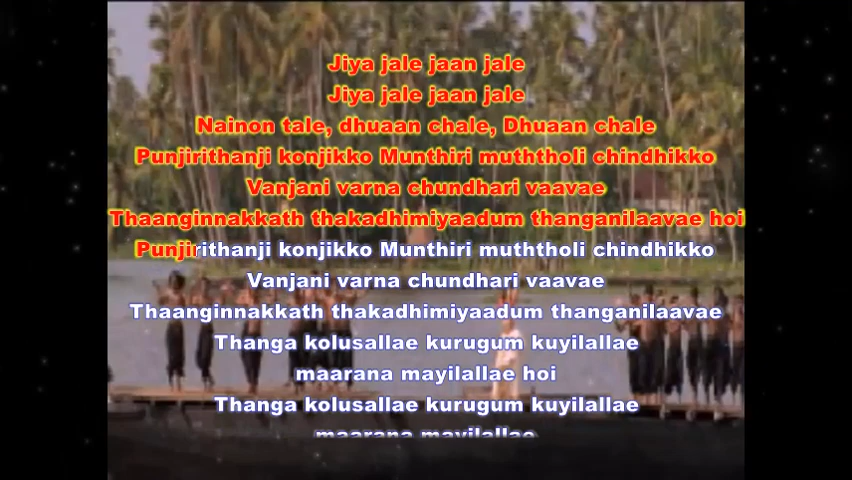 Jiya jale jaan jale
Jiya jale jaan jale
Nainon tale, dhuaan chale, Dhuaan chale
Punjirithanji konjikko Munthiri muththoli chindhikko
Vanjani varna chundhari vaavae
Thaanginnakkath thakadhimiyaadum thanganilaavae hoi
Punjirithanji konjikko Munthiri muththoli chindhikko
Vanjani varna chundhari vaavae
Thaanginnakkath thakadhimiyaadum thanganilaavae
Thanga kolusallae kurugum kuyilallae
maarana mayilallae hoi
Thanga kolusallae kurugum kuyilallae
maarana mayilallae